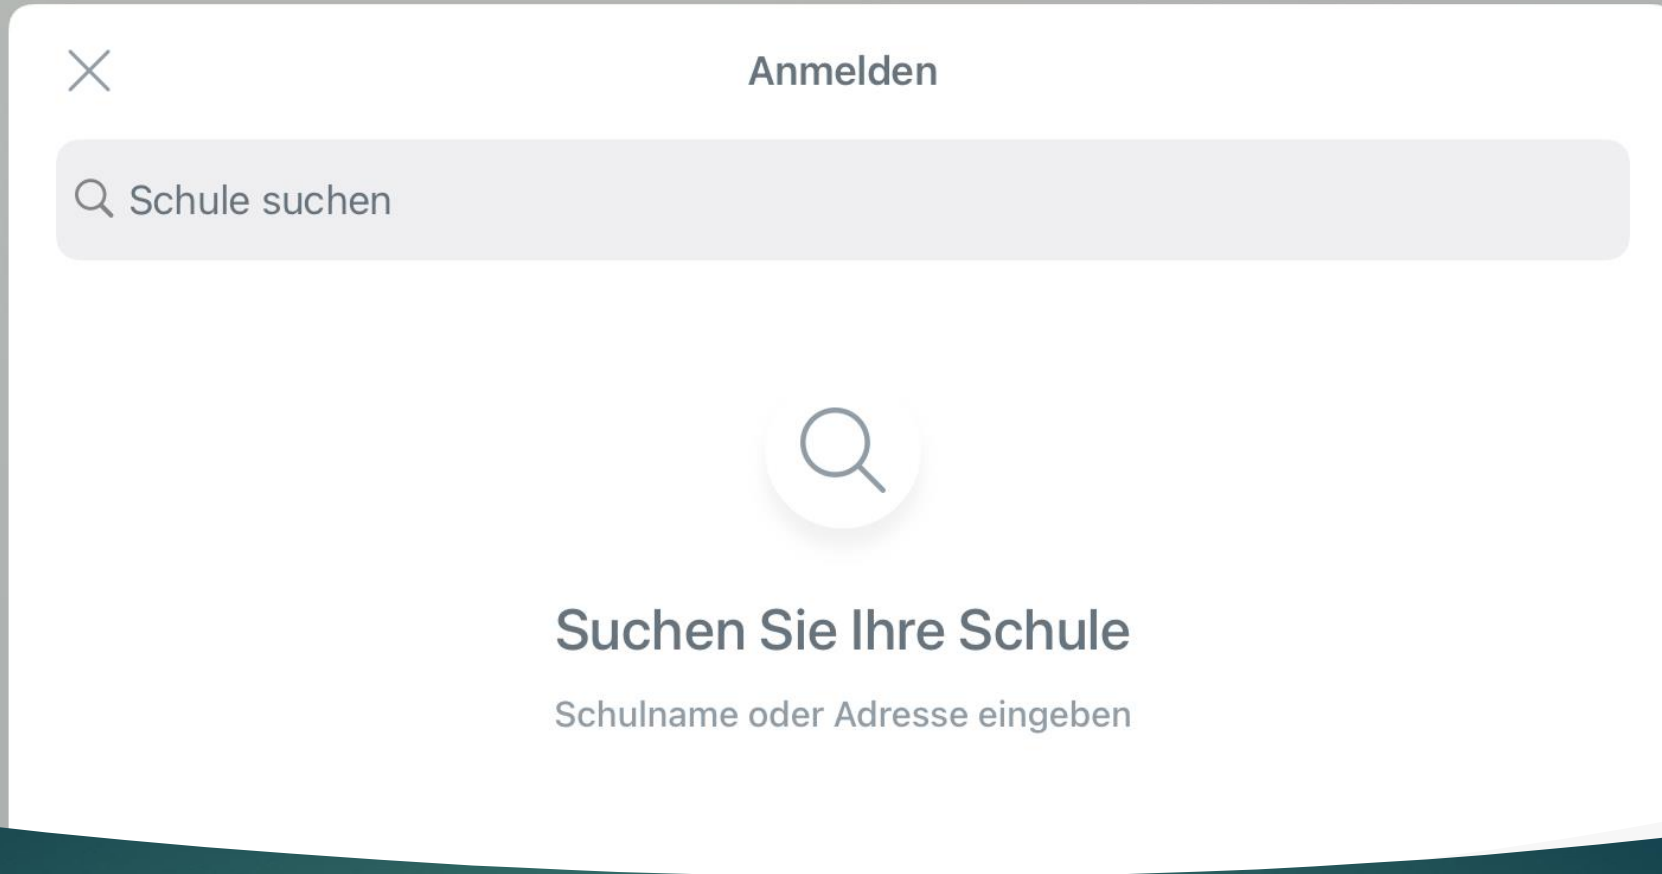 Anmelden
Schule suchen
Suchen Sie Ihre Schule
Schulname oder Adresse eingeben